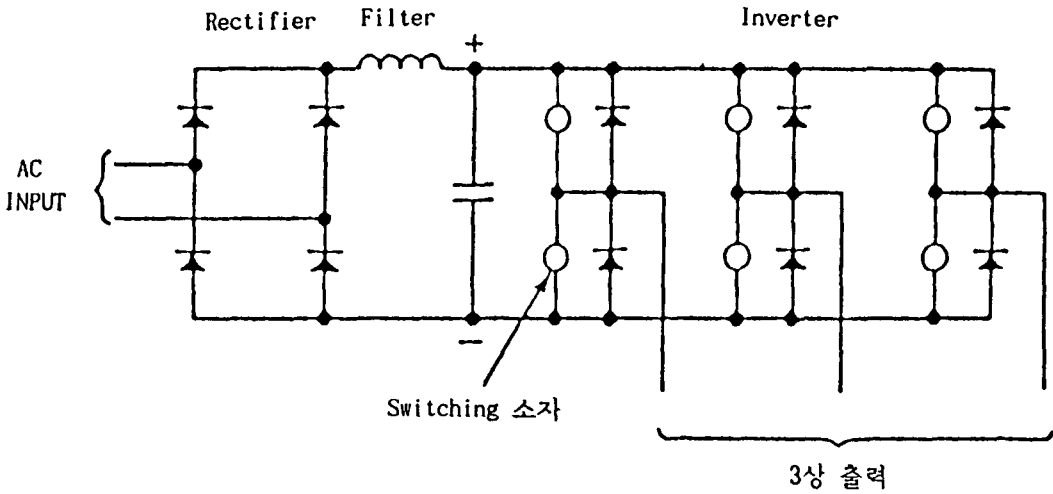 Rectifier Filter Inverter
+
AC
INPUT
−
Switching 소자
3상 출력